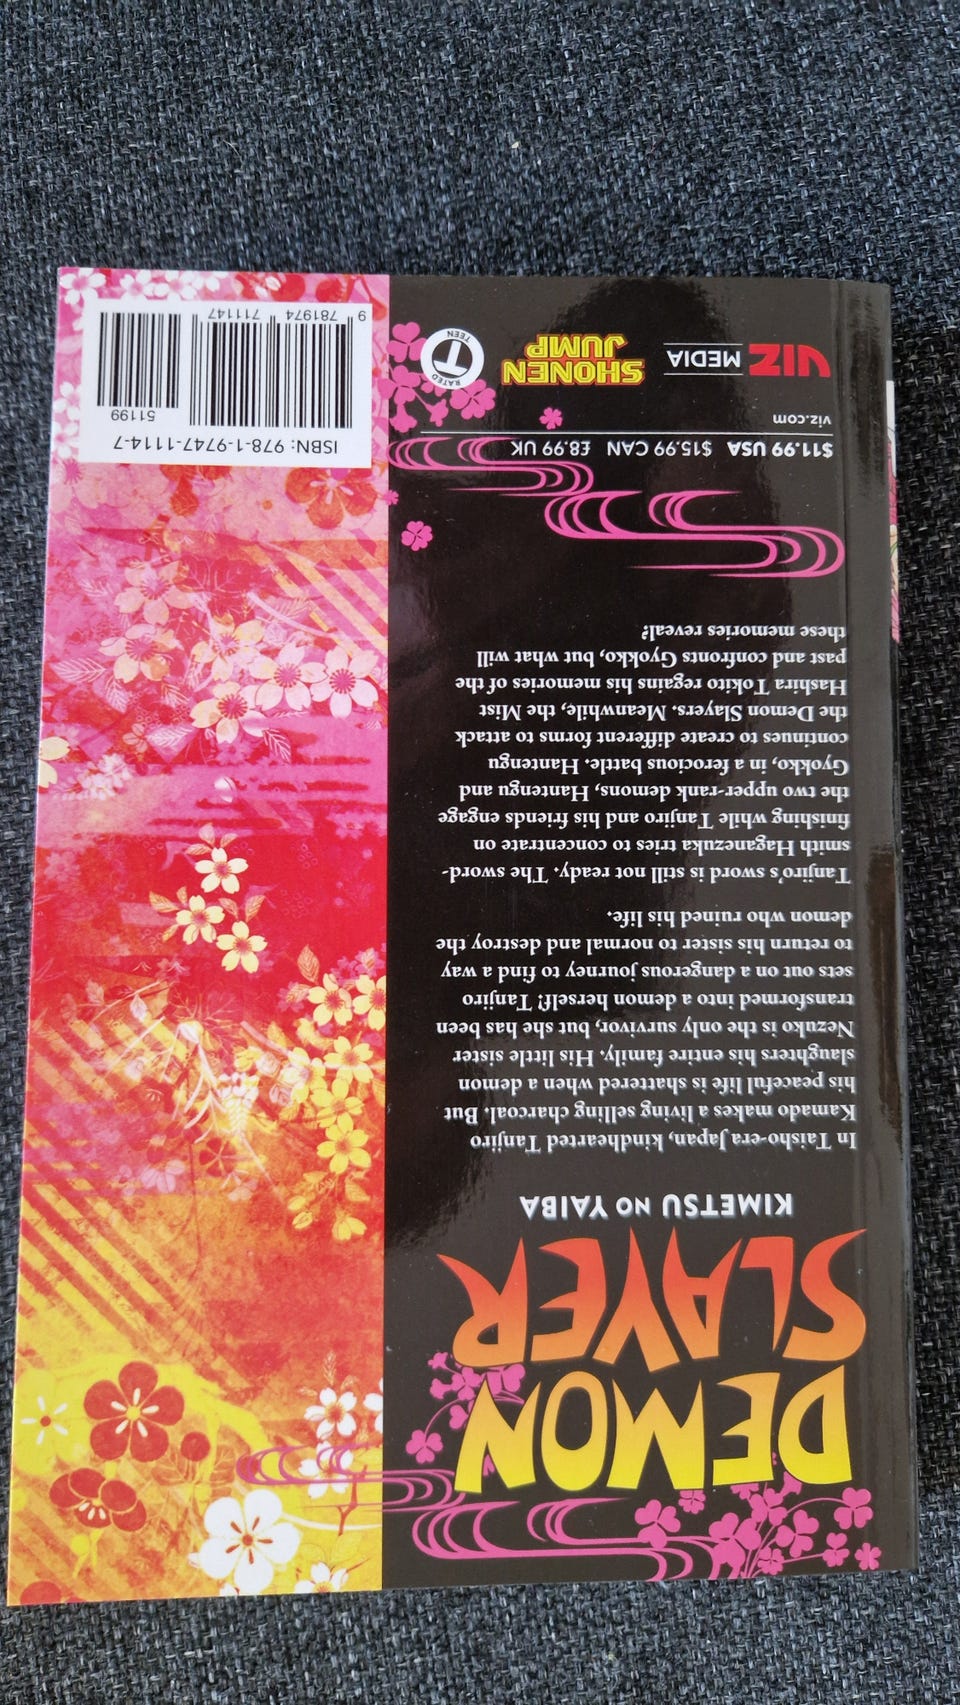 DEMON
SLAYER
KIMETSU NO YAIBA
In Taisho-era Japan, kindhearted Tanjiro
Kamado makes a living selling charcoal. But
his peaceful life is shattered when a demon
slaughters his entire family. His little sister
Nezuko is the only survivor, but she has been
transformed into a demon herself! Tanjiro
sets out on a dangerous journey to find a way
to return his sister to normal and destroy the
demon who ruined his life.
Tanjiro's sword is still not ready. The sword-
smith Haganezuka tries to concentrate on
finishing while Tanjiro and his friends engage
the two upper-rank demons, Hantengu and
Gyokko, in a ferocious battle. Hantengu
continues to create different forms to attack
the Demon Slayers. Meanwhile, the Mist
Hashira Tokito regains his memories of the
past and confronts Gyokko, but what will
these memories reveal?
$11.99 USA $15.99 CAN £8.99 UK
viz.com
VIZ MEDIA
SHONEN
JUMP
RATED
T
TEEN
ISBN: 978-1-9747-1114-7
51199
9 781974 711147